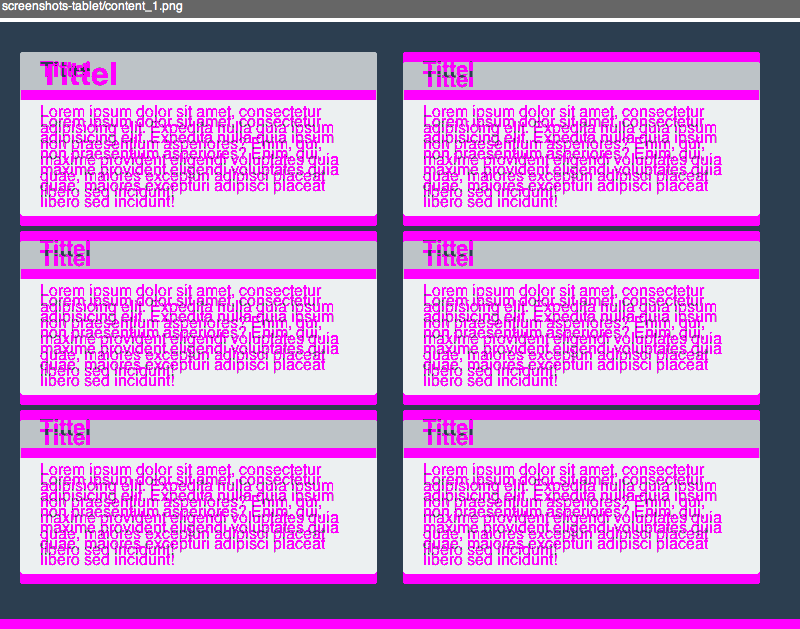 screenshots-tablet/content_1.png
Tittel
Tittel
Lorem ipsum dolor sit amet, consectetur
adipisicing elit. Expedita nulla quia ipsum
non praesentium asperiores? Enim, qui,
maxime provident eligendi voluptates quia
quae, maiores excepturi adipisci placeat
libero sed incidunt!
Lorem ipsum dolor sit amet, consectetur
adipisicing elit. Expedita nulla quia ipsum
non praesentium asperiores? Enim, qui,
maxime provident eligendi voluptates quia
quae, maiores excepturi adipisci placeat
libero sed incidunt!
Tittel
Tittel
Lorem ipsum dolor sit amet, consectetur
adipisicing elit. Expedita nulla quia ipsum
non praesentium asperiores? Enim, qui,
maxime provident eligendi voluptates quia
quae, maiores excepturi adipisci placeat
libero sed incidunt!
Lorem ipsum dolor sit amet, consectetur
adipisicing elit. Expedita nulla quia ipsum
non praesentium asperiores? Enim, qui,
maxime provident eligendi voluptates quia
quae, maiores excepturi adipisci placeat
libero sed incidunt!
Tittel
Tittel
Lorem ipsum dolor sit amet, consectetur
adipisicing elit. Expedita nulla quia ipsum
non praesentium asperiores? Enim, qui,
maxime provident eligendi voluptates quia
quae, maiores excepturi adipisci placeat
libero sed incidunt!
Lorem ipsum dolor sit amet, consectetur
adipisicing elit. Expedita nulla quia ipsum
non praesentium asperiores? Enim, qui,
maxime provident eligendi voluptates quia
quae, maiores excepturi adipisci placeat
libero sed incidunt!